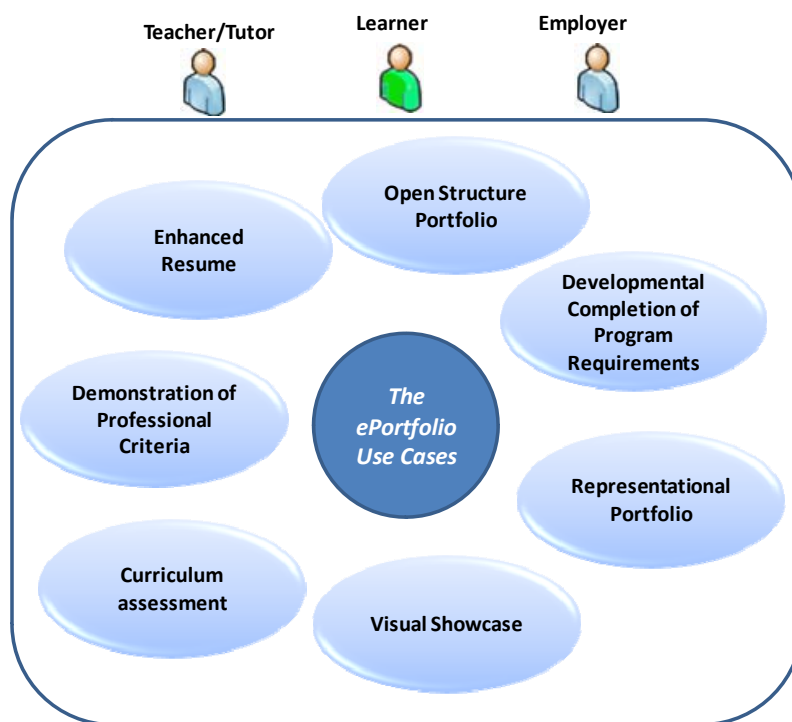 Teacher/Tutor
Learner
Employer
Open Structure
Portfolio
Enhanced
Resume
Developmental
Completion of
Program
Requirements
Demonstration of
Professional
Criteria
The
ePortfolio
Use Cases
Representational
Portfolio
Curriculum
assessment
Visual Showcase